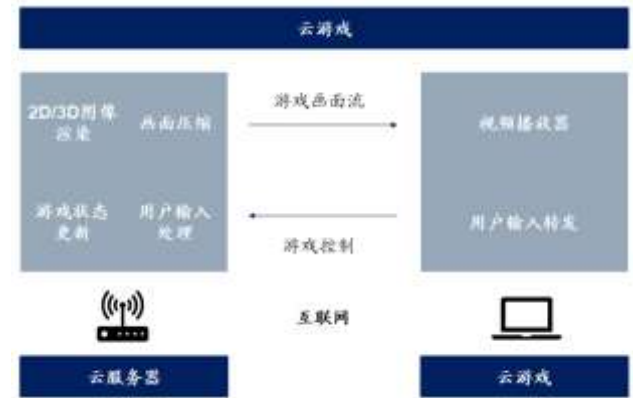 云游戏
游戏画面流
2D/3D图像
渲染
画面压缩
视频播放器
游戏状态
更新
用户输入
处理
用户输入转发
游戏控制
互联网
云服务器
云游戏